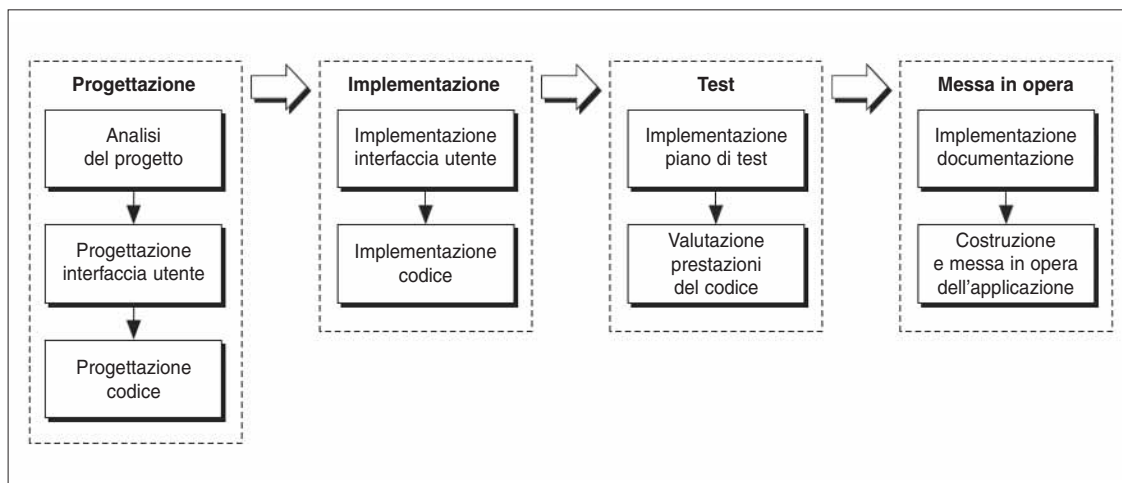 Progettazione
Analisi
del progetto
Progettazione
interfaccia utente
Progettazione
codice
Implementazione
Implementazione
interfaccia utente
Implementazione
codice
Test
Implementazione
piano di test
Valutazione
prestazioni
del codice
Messa in opera
Implementazione
documentazione
Costruzione
e messa in opera
dell'applicazione